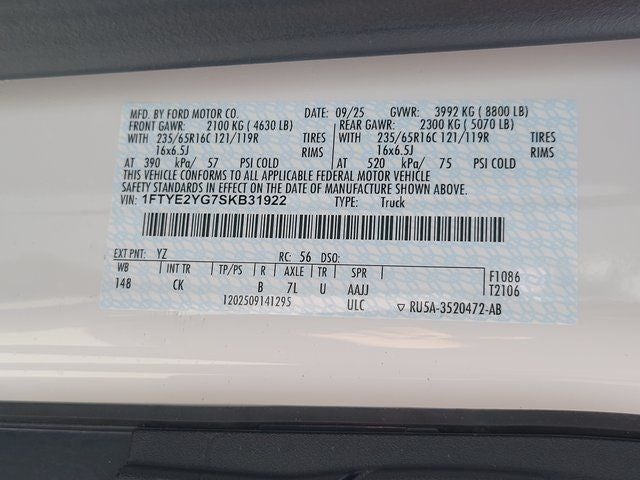 MFD. BY FORD MOTOR CO. DATE: 09/25 GVWR: 3992 KG ( 8800 LB)
FRONT GAWR: 2100 KG ( 4630 LB) REAR GAWR: 2300 KG ( 5070 LB)
WITH 235/65R16C 121/119R TIRES WITH 235/65R16C 121/119R TIRES
16x6.5J RIMS 16x6.5J RIMS
AT 390 kPa/ 57 PSI COLD AT 520 kPa/ 75 PSI COLD
THIS VEHICLE CONFORMS TO ALL APPLICABLE FEDERAL MOTOR VEHICLE
SAFETY STANDARDS IN EFFECT ON THE DATE OF MANUFACTURE SHOWN ABOVE.
VIN: 1FTYE2YG7SKB31922 TYPE: Truck
EXT PNT: YZ RC: 56 DSO:
WB INT TR TP/PS R AXLE TR SPR F1086
148 CK B 7L U AAJJ T2106
1202509141295 ULC ▽ RU5A-3520472-AB